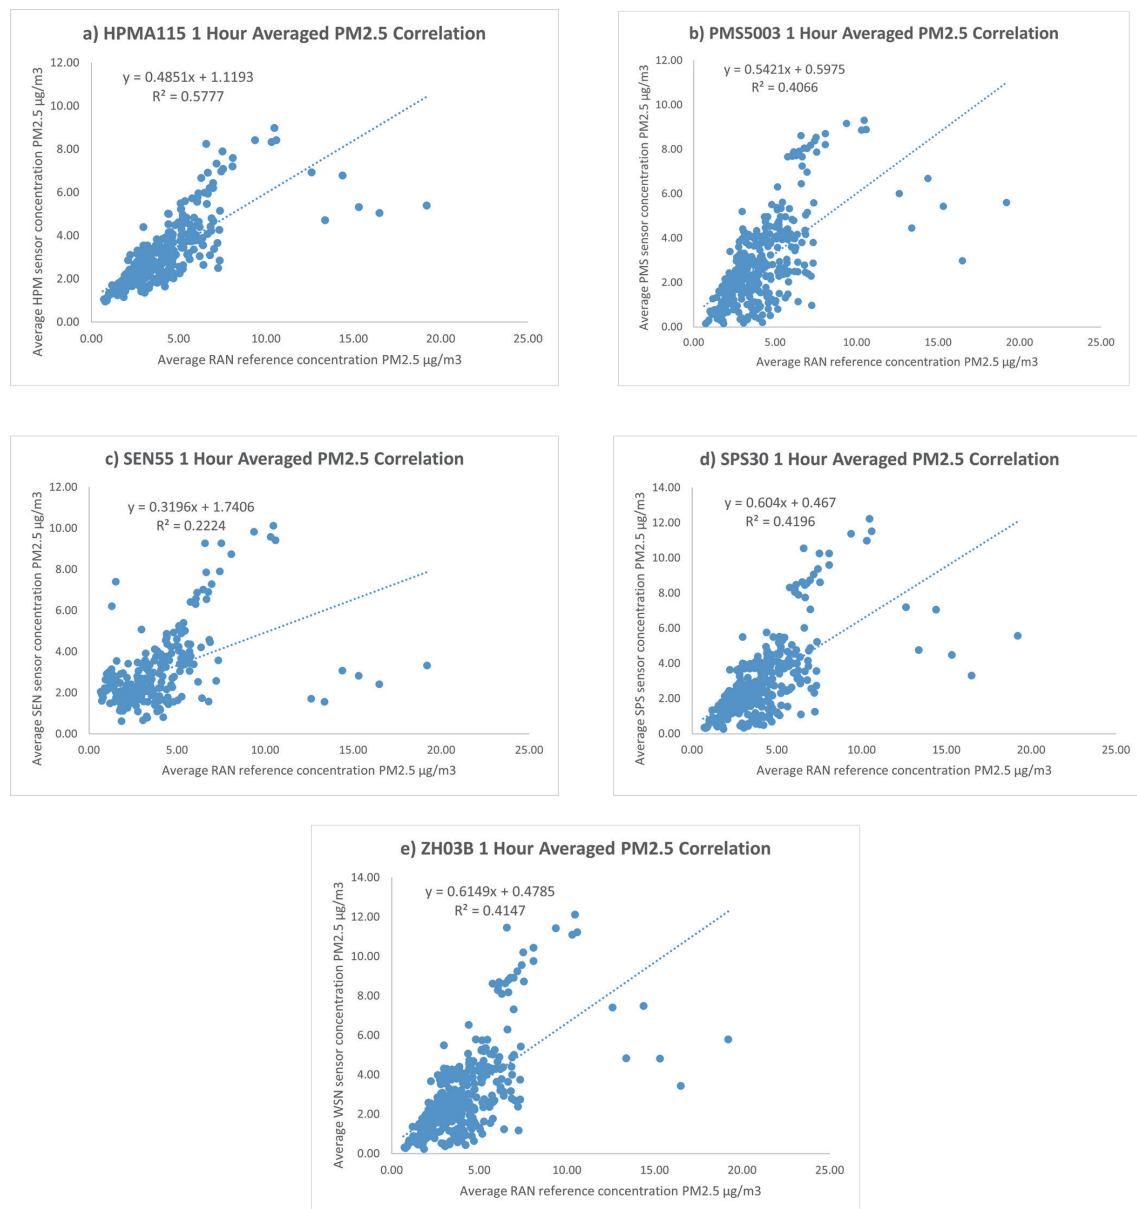 a) HPMA115 1 Hour Averaged PM2.5 Correlation
y = 0.4851x + 1.1193
R² = 0.5777
Average HPM sensor concentration PM2.5 µg/m3
12.00
10.00
8.00
6.00
4.00
2.00
0.00
0.00 5.00 10.00 15.00 20.00 25.00
Average RAN reference concentration PM2.5 µg/m3
b) PMS5003 1 Hour Averaged PM2.5 Correlation
y = 0.5421x + 0.5975
R² = 0.4066
Average PMS sensor concentration PM2.5 µg/m3
12.00
10.00
8.00
6.00
4.00
2.00
0.00
0.00 5.00 10.00 15.00 20.00 25.00
Average RAN reference concentration PM2.5 µg/m3
c) SEN55 1 Hour Averaged PM2.5 Correlation
y = 0.3196x + 1.7406
R² = 0.2224
Average SEN sensor concentration PM2.5 µg/m3
12.00
10.00
8.00
6.00
4.00
2.00
0.00
0.00 5.00 10.00 15.00 20.00 25.00
Average RAN reference concentration PM2.5 µg/m3
d) SPS30 1 Hour Averaged PM2.5 Correlation
y = 0.604x + 0.467
R² = 0.4196
Average SPS sensor concentration PM2.5 µg/m3
14.00
12.00
10.00
8.00
6.00
4.00
2.00
0.00
0.00 5.00 10.00 15.00 20.00 25.00
Average RAN reference concentration PM2.5 µg/m3
e) ZH03B 1 Hour Averaged PM2.5 Correlation
y = 0.6149x + 0.4785
R² = 0.4147
Average WSN sensor concentration PM2.5 µg/m3
14.00
12.00
10.00
8.00
6.00
4.00
2.00
0.00
0.00 5.00 10.00 15.00 20.00 25.00
Average RAN reference concentration PM2.5 µg/m3